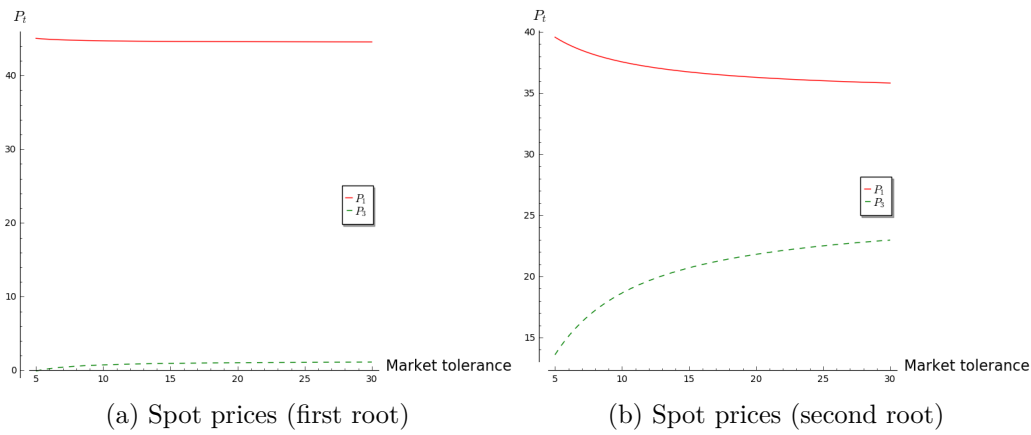 P_t
40
20
0
5 10 15 20 25 30
Market tolerance
P_1
P_3
(a) Spot prices (first root)
P_t
40
35
30
25
20
15
5 10 15 20 25 30
Market tolerance
P_1
P_3
(b) Spot prices (second root)